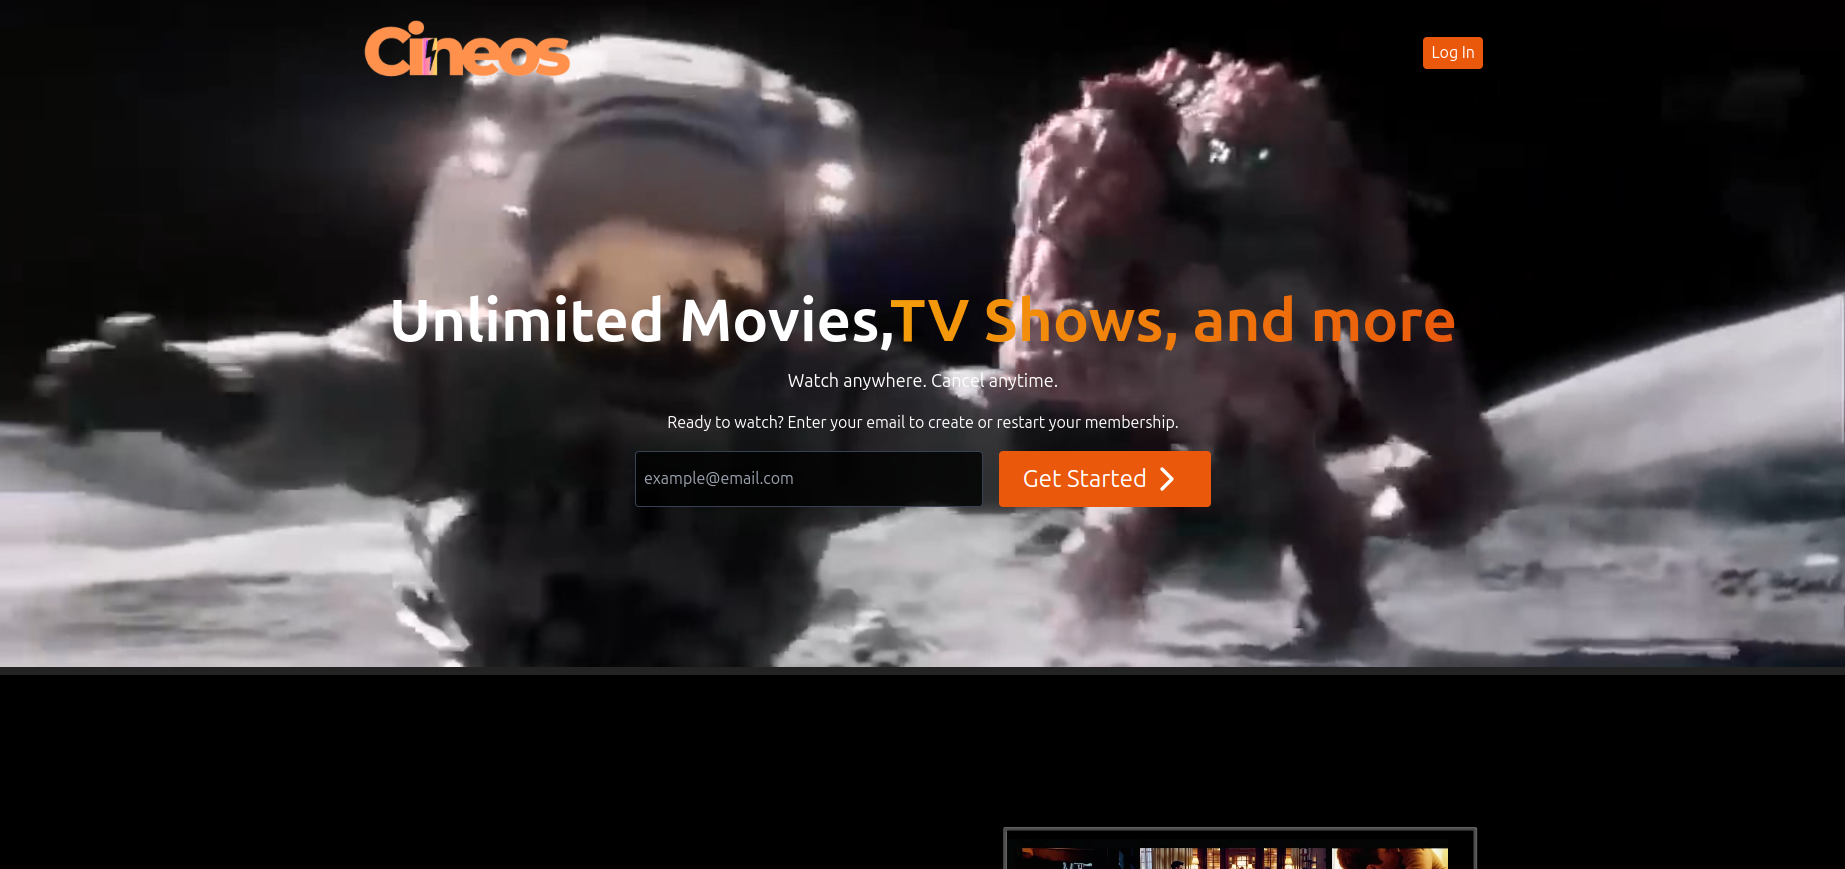 Cineos
Log In
Unlimited Movies,TV Shows, and more
Watch anywhere. Cancel anytime.
Ready to watch? Enter your email to create or restart your membership.
example@email.com
Get Started